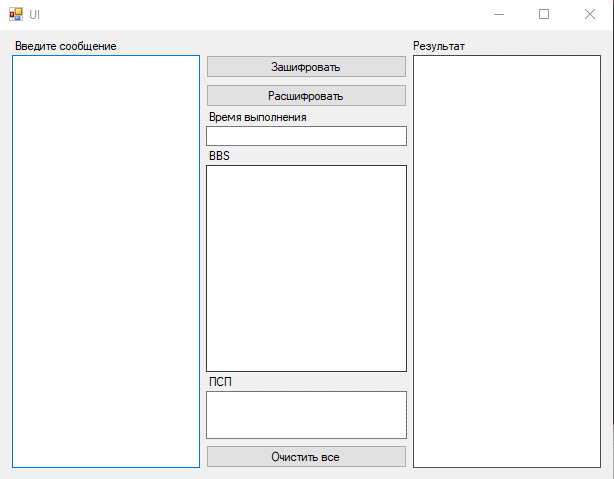 UI
Введите сообщение
Зашифровать
Расшифровать
Время выполнения
BBS
ПСП
Очистить все
Результат